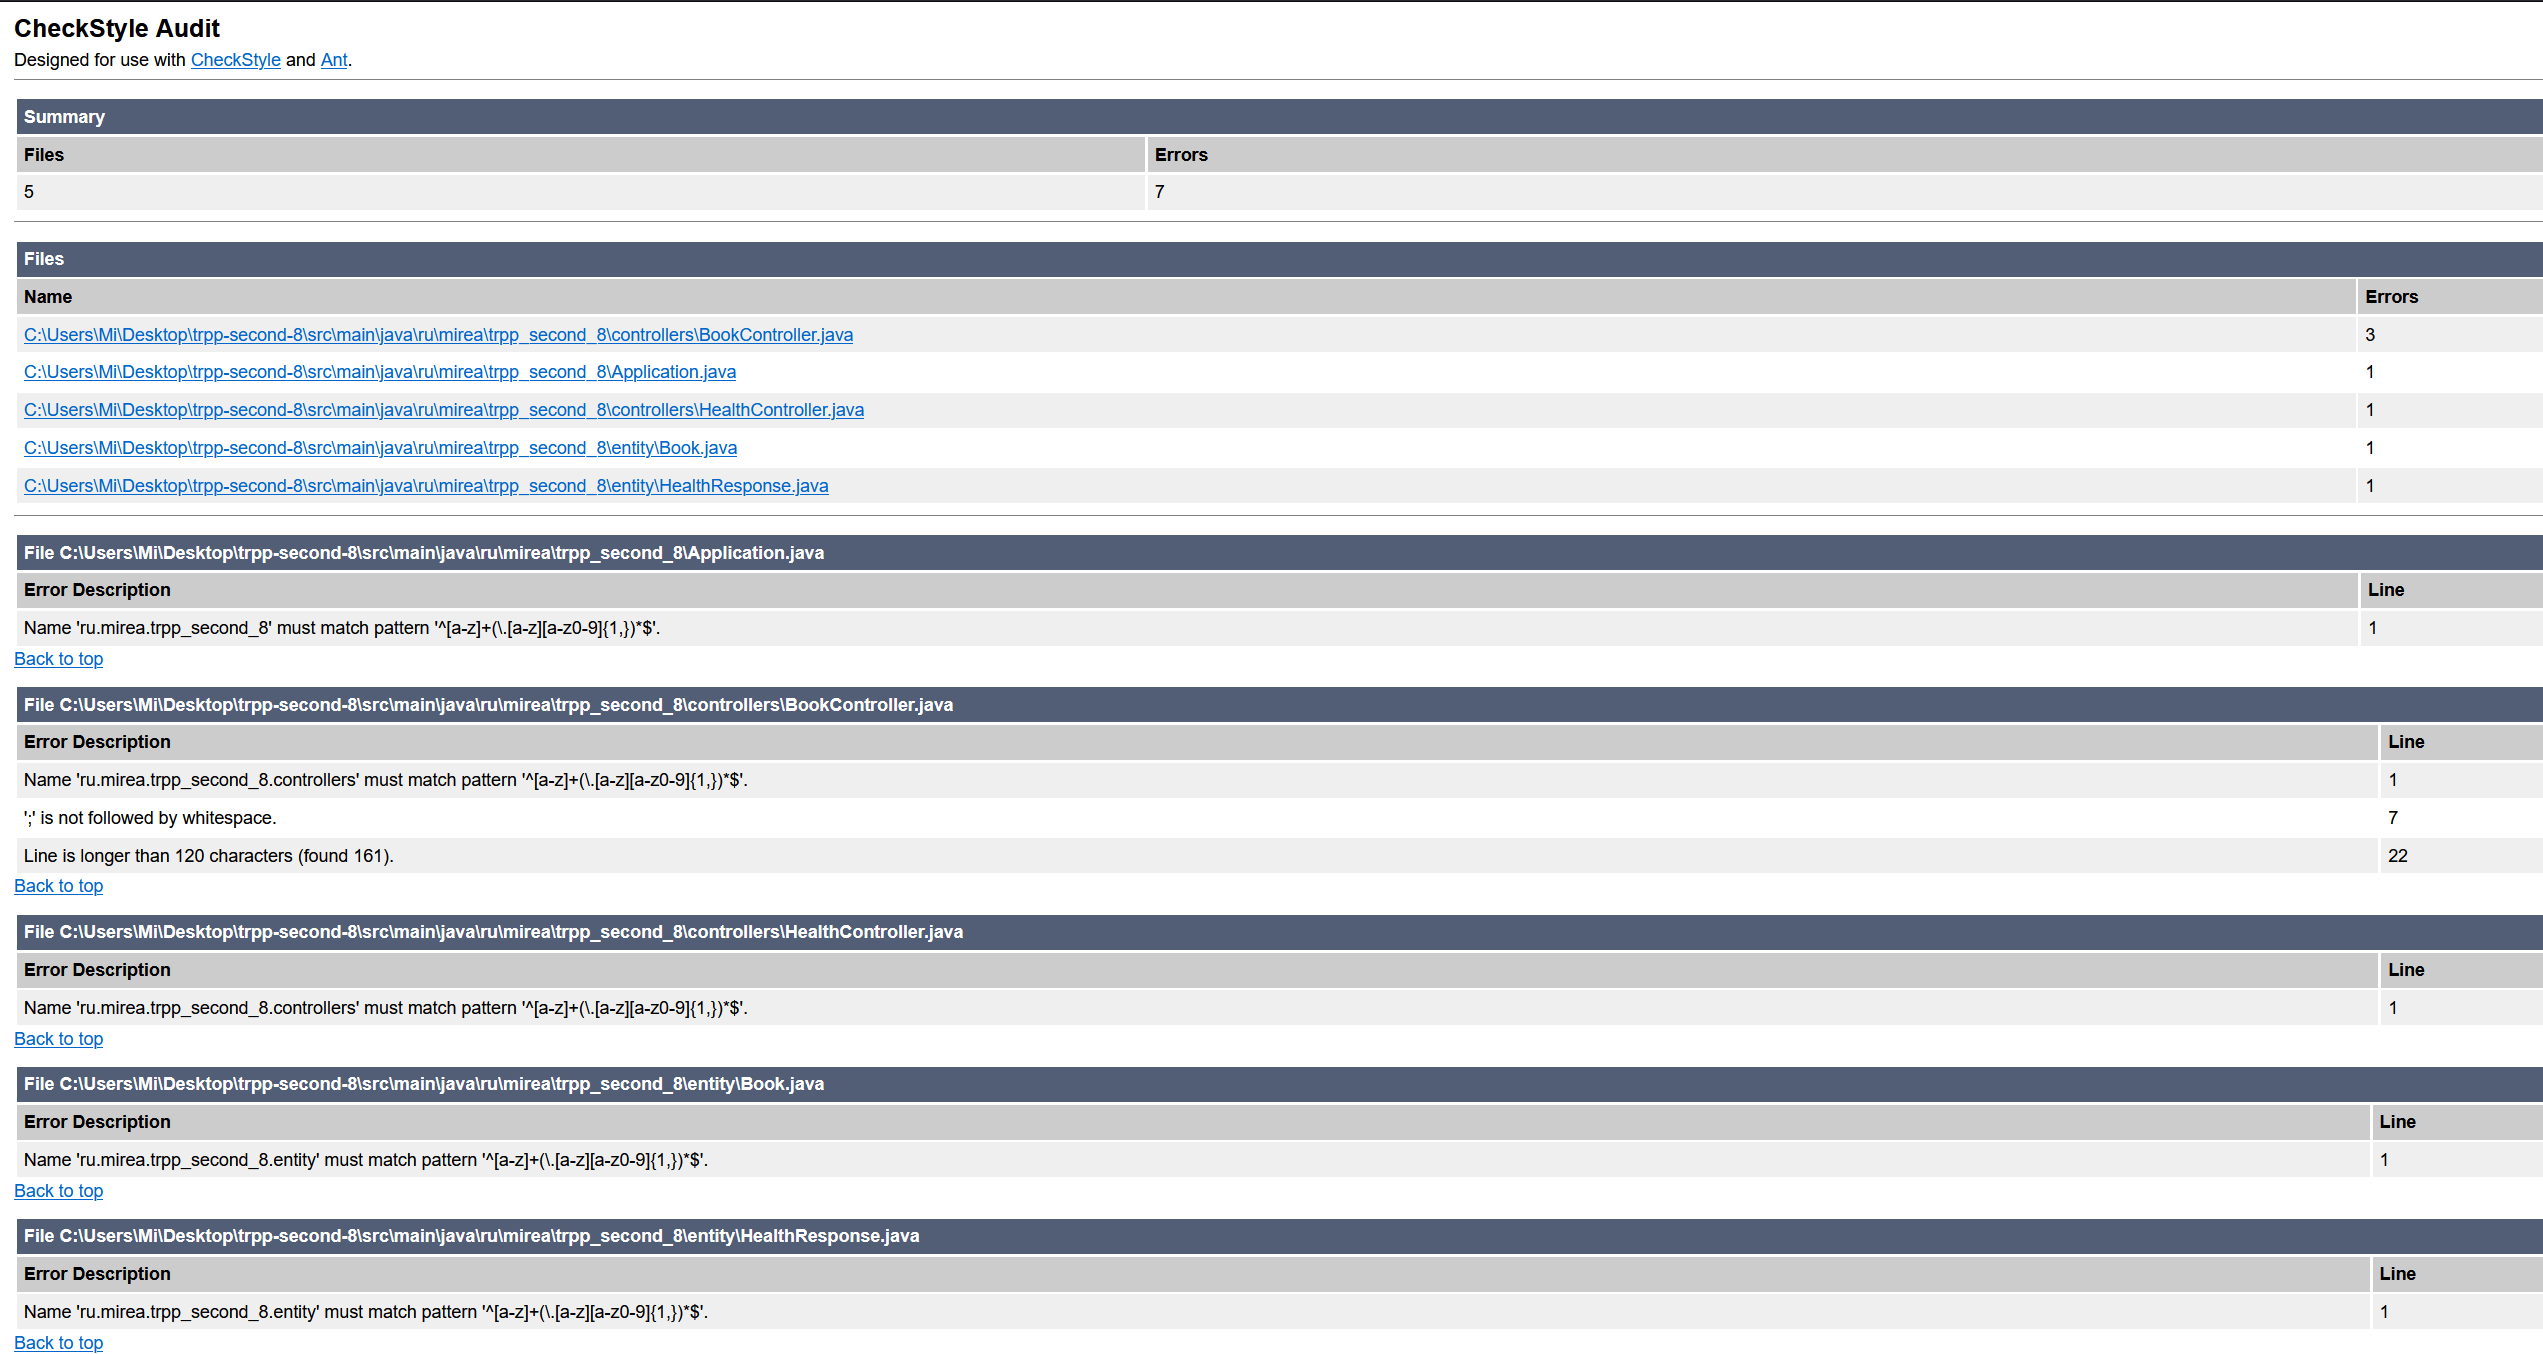 CheckStyle Audit
Designed for use with CheckStyle and Ant.
Summary
Files Errors
5 7
Files
Name Errors
C:\Users\Mi\Desktop\trpp-second-8\src\main\java\ru\mirea\trpp_second_8\controllers\BookController.java 3
C:\Users\Mi\Desktop\trpp-second-8\src\main\java\ru\mirea\trpp_second_8\Application.java 1
C:\Users\Mi\Desktop\trpp-second-8\src\main\java\ru\mirea\trpp_second_8\controllers\HealthController.java 1
C:\Users\Mi\Desktop\trpp-second-8\src\main\java\ru\mirea\trpp_second_8\entity\Book.java 1
C:\Users\Mi\Desktop\trpp-second-8\src\main\java\ru\mirea\trpp_second_8\entity\HealthResponse.java 1
File C:\Users\Mi\Desktop\trpp-second-8\src\main\java\ru\mirea\trpp_second_8\Application.java
Error Description Line
Name 'ru.mirea.trpp_second_8' must match pattern '^[a-z]+(\.[a-z][a-z0-9]{1,})*$'. 1
Back to top
File C:\Users\Mi\Desktop\trpp-second-8\src\main\java\ru\mirea\trpp_second_8\controllers\BookController.java
Error Description Line
Name 'ru.mirea.trpp_second_8.controllers' must match pattern '^[a-z]+(\.[a-z][a-z0-9]{1,})*$'. 1
';' is not followed by whitespace. 7
Line is longer than 120 characters (found 161). 22
Back to top
File C:\Users\Mi\Desktop\trpp-second-8\src\main\java\ru\mirea\trpp_second_8\controllers\HealthController.java
Error Description Line
Name 'ru.mirea.trpp_second_8.controllers' must match pattern '^[a-z]+(\.[a-z][a-z0-9]{1,})*$'. 1
Back to top
File C:\Users\Mi\Desktop\trpp-second-8\src\main\java\ru\mirea\trpp_second_8\entity\Book.java
Error Description Line
Name 'ru.mirea.trpp_second_8.entity' must match pattern '^[a-z]+(\.[a-z][a-z0-9]{1,})*$'. 1
Back to top
File C:\Users\Mi\Desktop\trpp-second-8\src\main\java\ru\mirea\trpp_second_8\entity\HealthResponse.java
Error Description Line
Name 'ru.mirea.trpp_second_8.entity' must match pattern '^[a-z]+(\.[a-z][a-z0-9]{1,})*$'. 1
Back to top